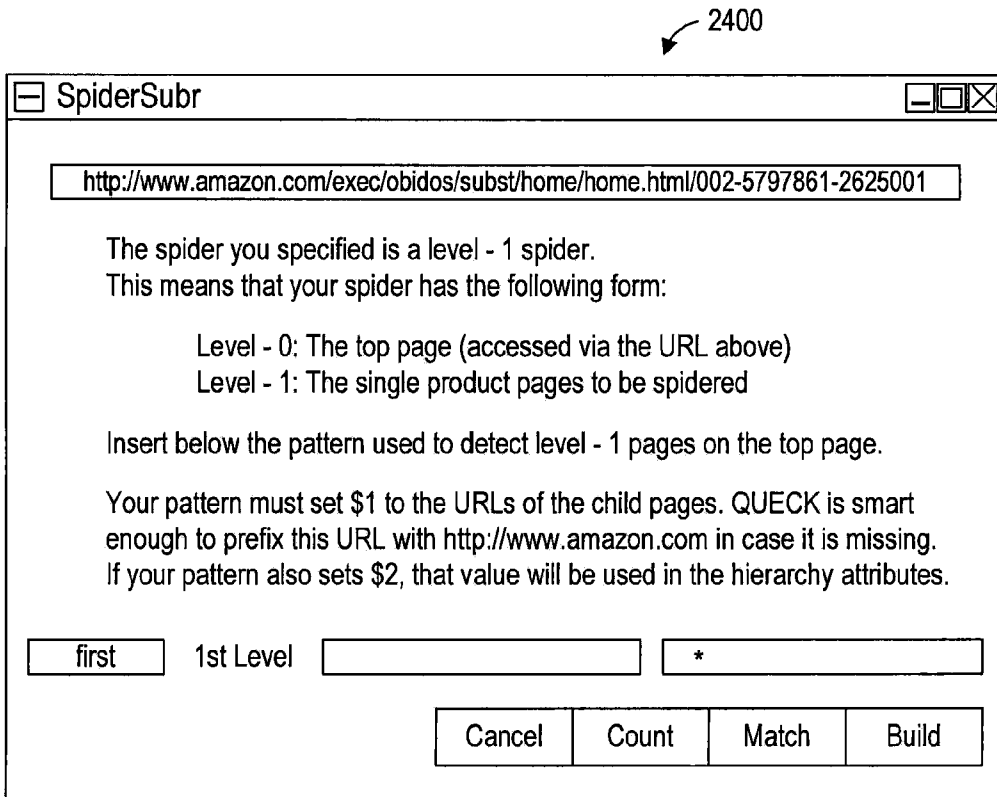 2400
SpiderSubr
http://www.amazon.com/exec/obidos/subst/home/home.html/002-5797861-2625001
The spider you specified is a level - 1 spider.
This means that your spider has the following form:
Level - 0: The top page (accessed via the URL above)
Level - 1: The single product pages to be spidered
Insert below the pattern used to detect level - 1 pages on the top page.
Your pattern must set $1 to the URLs of the child pages. QUECK is smart
enough to prefix this URL with http://www.amazon.com in case it is missing.
If your pattern also sets $2, that value will be used in the hierarchy attributes.
first 1st Level *
Cancel Count Match Build